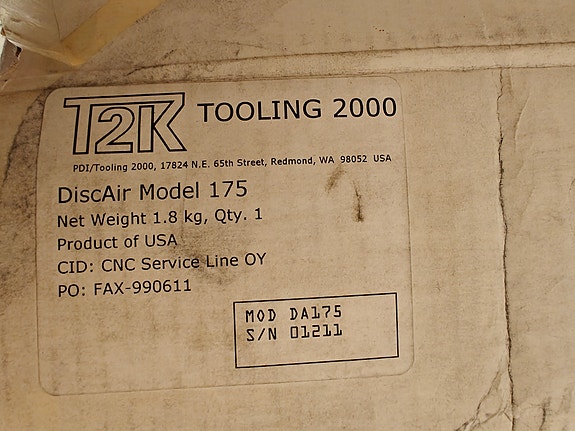 T2K TOOLING 2000
PDI/Tooling 2000, 17824 N.E. 65th Street, Redmond, WA 98052 USA
DiscAir Model 175
Net Weight 1.8 kg, Qty. 1
Product of USA
CID: CNC Service Line OY
PO: FAX-990611
MOD DA175
S/N 01211